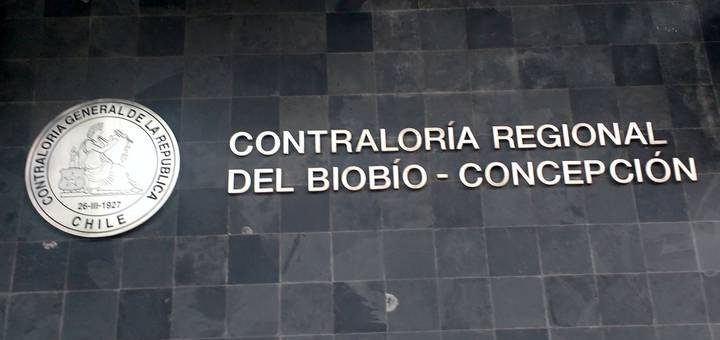 CONTRALORIA GENERAL DE LA REPUBLICA
26-III-1927
CHILE
CONTRALORÍA REGIONAL
DEL BIOBÍO - CONCEPCIÓN